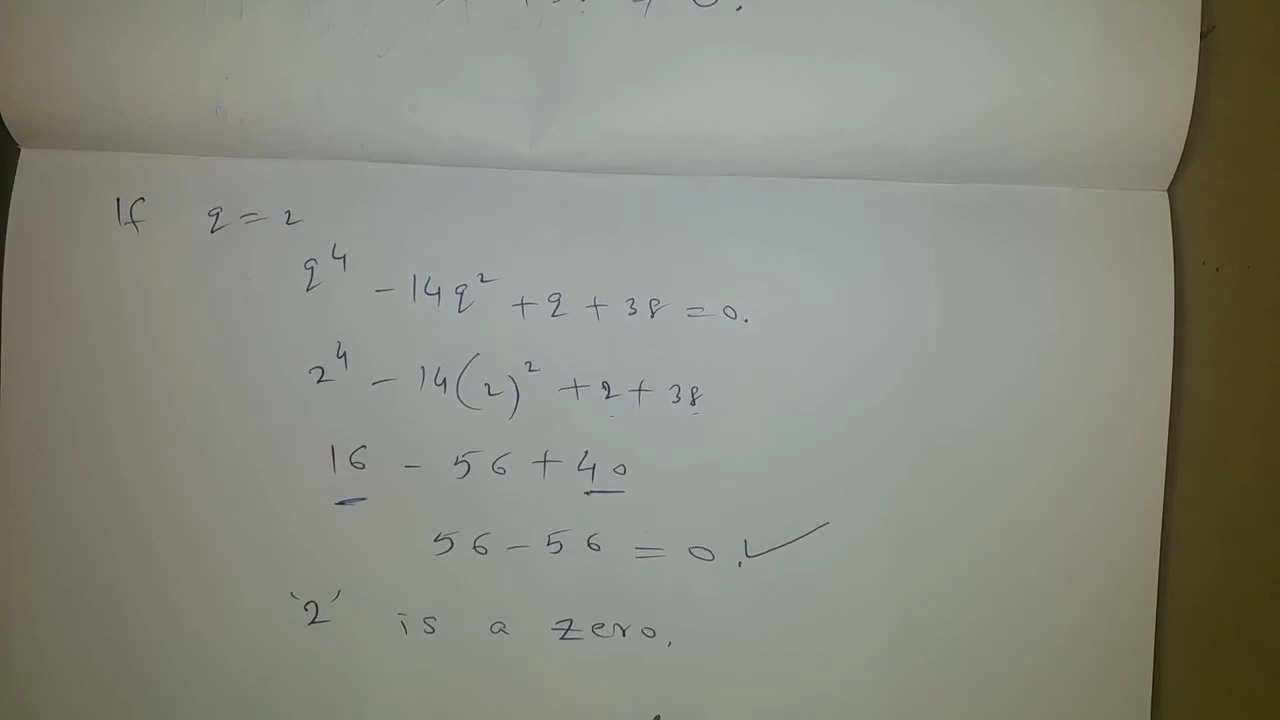 If q = 2
q⁴ - 14q² + q + 38 = 0.
2⁴ - 14(2)² + 2 + 38
16 - 56 + 40
56 - 56 = 0. ✓
'2' is a zero.